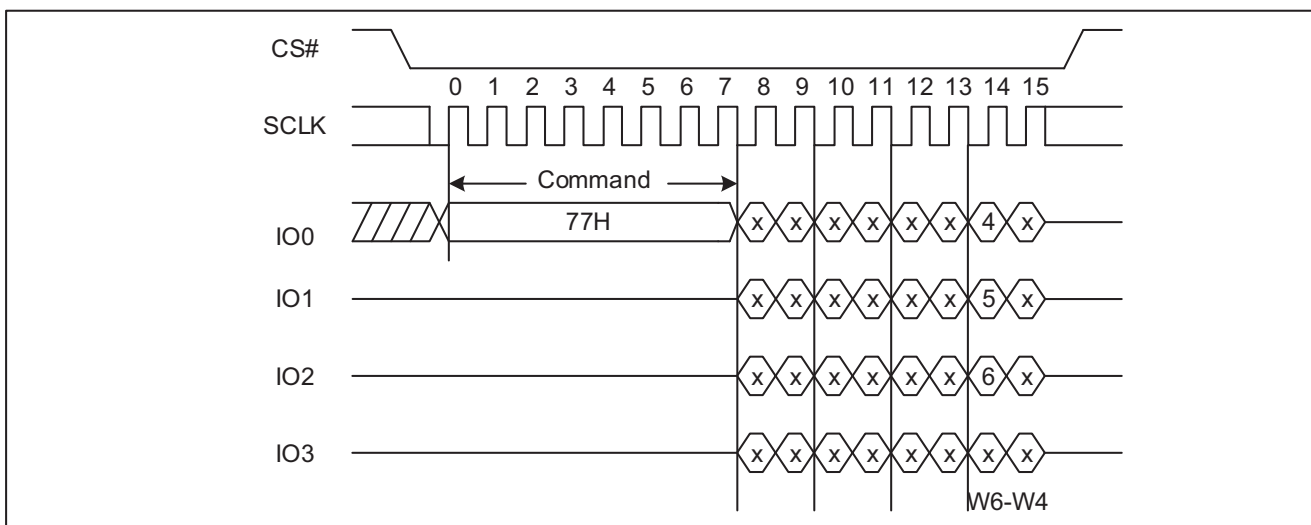 CS#
0 1 2 3 4 5 6 7 8 9 10 11 12 13 14 15
SCLK
Command
IO0 77H x x x x x x 4 x
IO1 x x x x x x 5 x
IO2 x x x x x x 6 x
IO3 x x x x x x x x
W6-W4